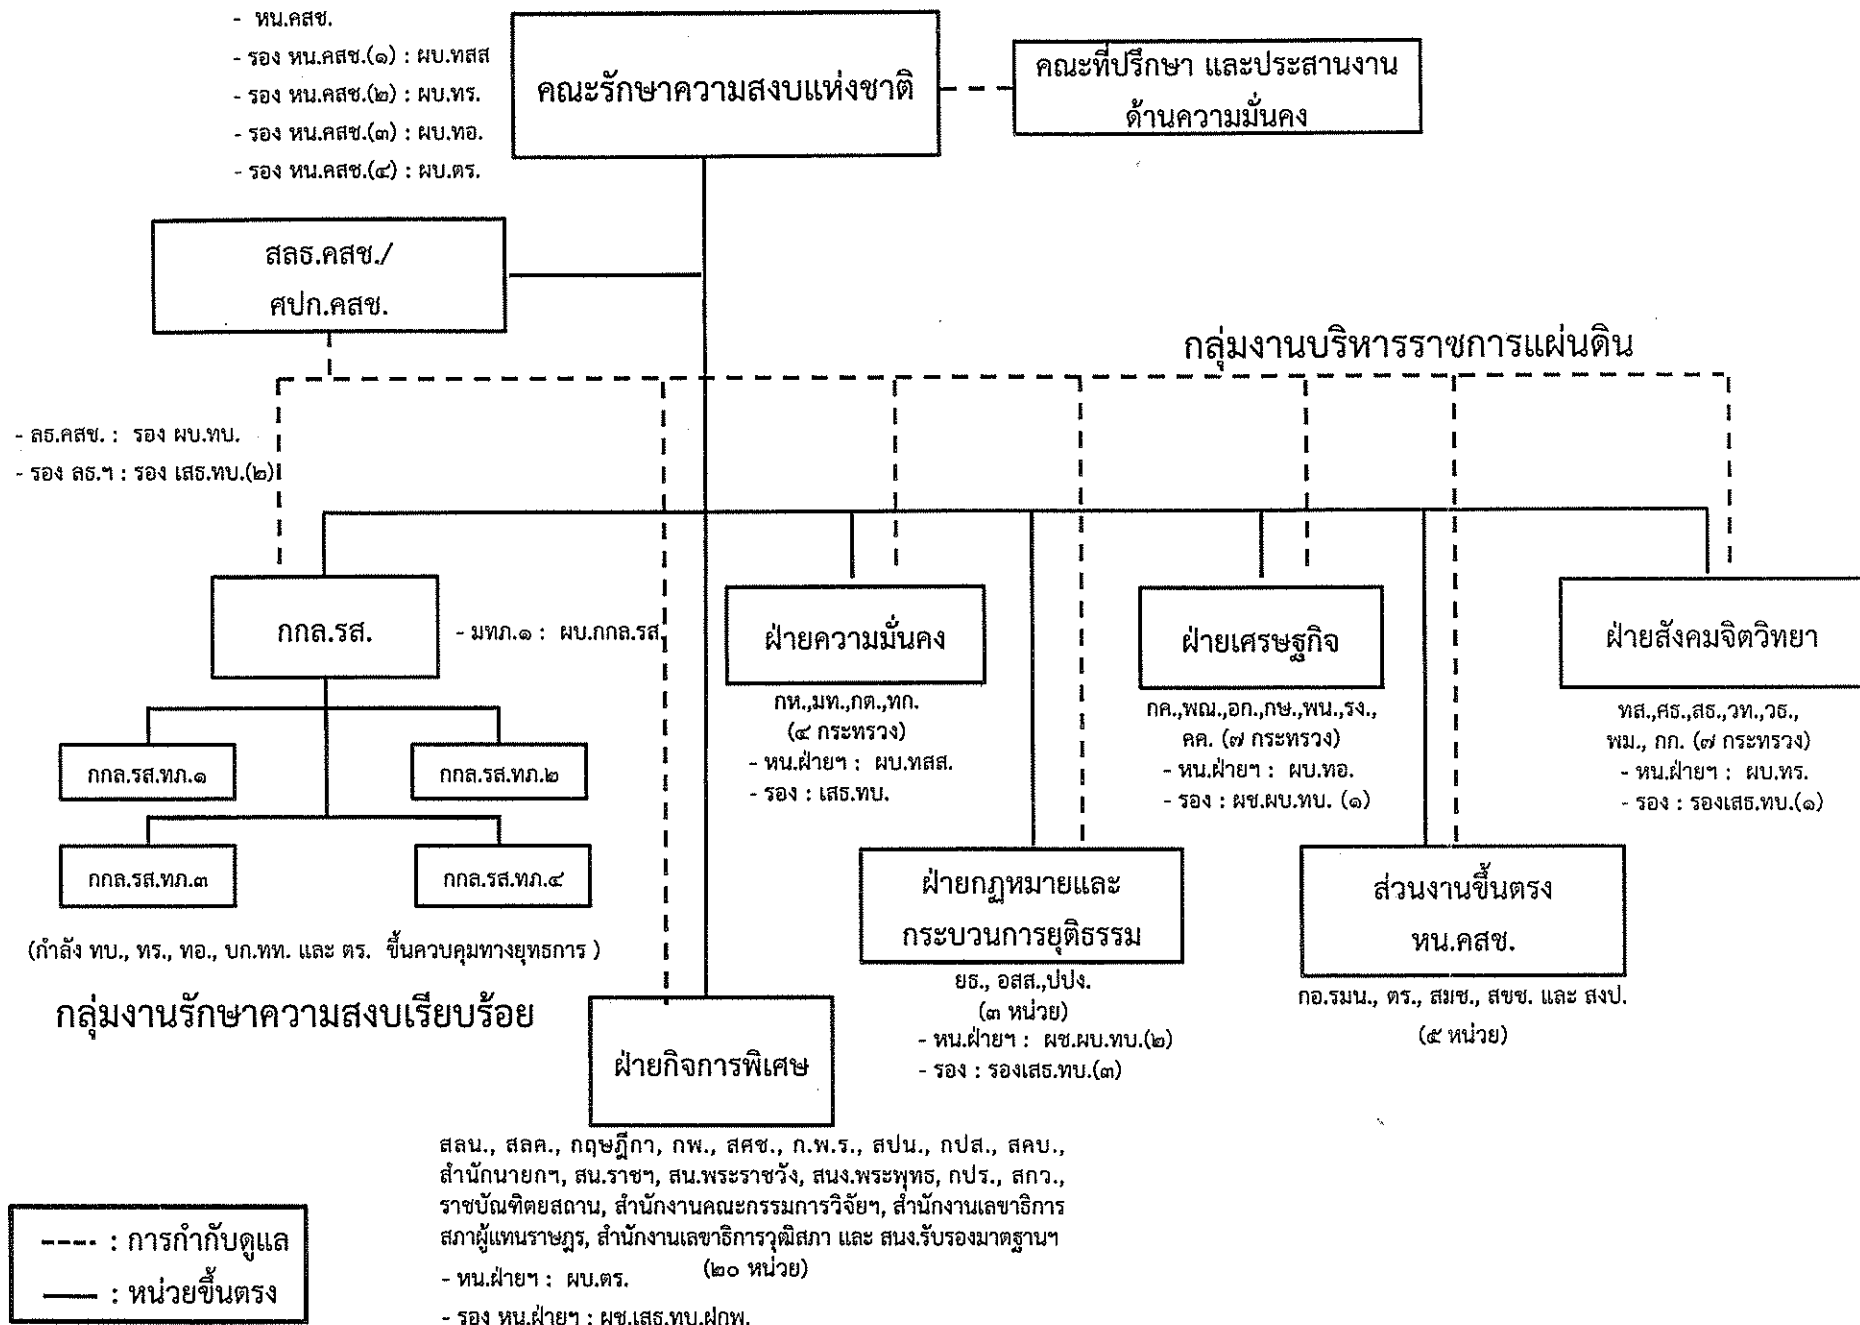 - หน.คสช.
- รอง หน.คสช.(๑) : ผบ.ทสส
- รอง หน.คสช.(๒) : ผบ.ทร.
- รอง หน.คสช.(๓) : ผบ.ทอ.
- รอง หน.คสช.(๔) : ผบ.ตร.
คณะรักษาความสงบแห่งชาติ
คณะที่ปรึกษา และประสานงาน
ด้านความมั่นคง
สลธ.คสช./
ศปก.คสช.
กลุ่มงานบริหารราชการแผ่นดิน
- ลธ.คสช. : รอง ผบ.ทบ.
- รอง ลธ.ฯ : รอง เสธ.ทบ.(๒)
กกล.รส.
- มทภ.๑ : ผบ.กกล.รส.
กกล.รส.ทภ.๑
กกล.รส.ทภ.๒
กกล.รส.ทภ.๓
กกล.รส.ทภ.๔
(กำลัง ทบ., ทร., ทอ., บก.ทท. และ ตร. ขึ้นควบคุมทางยุทธการ )
กลุ่มงานรักษาความสงบเรียบร้อย
ฝ่ายความมั่นคง
กห.,มท.,กต.,ทก.
(๔ กระทรวง)
- หน.ฝ่ายฯ : ผบ.ทสส.
- รอง : เสธ.ทบ.
ฝ่ายเศรษฐกิจ
กค.,พณ.,อก.,กษ.,พน.,รง.,
คค. (๗ กระทรวง)
- หน.ฝ่ายฯ : ผบ.ทอ.
- รอง : ผช.ผบ.ทบ. (๑)
ฝ่ายสังคมจิตวิทยา
ทส.,ศธ.,สธ.,วท.,วธ.,
พม., กก. (๗ กระทรวง)
- หน.ฝ่ายฯ : ผบ.ทร.
- รอง : รองเสธ.ทบ.(๑)
ฝ่ายกฎหมายและ
กระบวนการยุติธรรม
ยธ., อสส.,ปปง.
(๓ หน่วย)
- หน.ฝ่ายฯ : ผช.ผบ.ทบ.(๒)
- รอง : รองเสธ.ทบ.(๓)
ส่วนงานขึ้นตรง
หน.คสช.
กอ.รมน., ตร., สมช., สขช. และ สงป.
(๕ หน่วย)
ฝ่ายกิจการพิเศษ
สลน., สลค., กฤษฎีกา, กพ., สศช., ก.พ.ร., สปน., กปส., สคบ.,
สำนักนายกฯ, สน.ราชฯ, สน.พระราชวัง, สนง.พระพุทธ, กปร., สกว.,
ราชบัณฑิตยสถาน, สำนักงานคณะกรรมการวิจัยฯ, สำนักงานเลขาธิการ
สภาผู้แทนราษฎร, สำนักงานเลขาธิการวุฒิสภา และ สนง.รับรองมาตฐานฯ
(๒๐ หน่วย)
- หน.ฝ่ายฯ : ผบ.ตร.
- รอง หน.ฝ่ายฯ : ผช.เสธ.ทบ.ฝกพ.
---- : การกำกับดูแล
—— : หน่วยขึ้นตรง